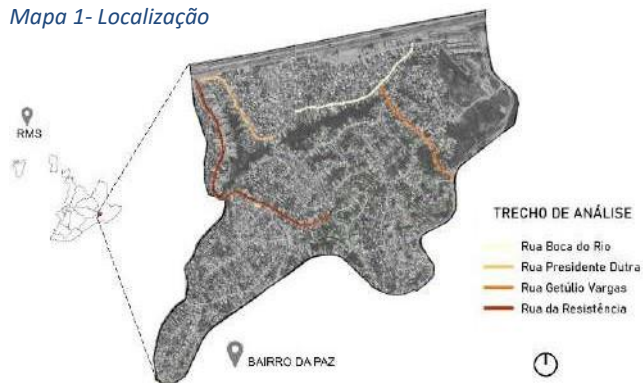 Mapa 1- Localização
RMS
TRECHO DE ANÁLISE
Rua Boca do Rio
Rua Presidente Dutra
Rua Getúlio Vargas
Rua da Resistência
BAIRRO DA PAZ